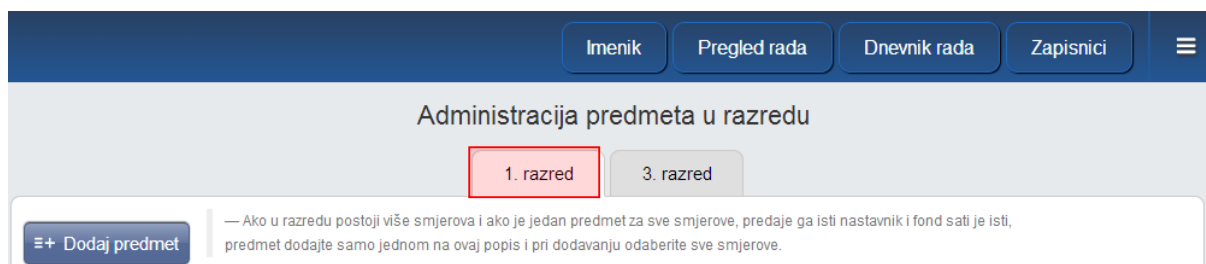 Imenik Pregled rada Dnevnik rada Zapisnici
Administracija predmeta u razredu
1. razred 3. razred
Dodaj predmet
— Ako u razredu postoji više smjerova i ako je jedan predmet za sve smjerove, predaje ga isti nastavnik i fond sati je isti,
predmet dodajte samo jednom na ovaj popis i pri dodavanju odaberite sve smjerove.